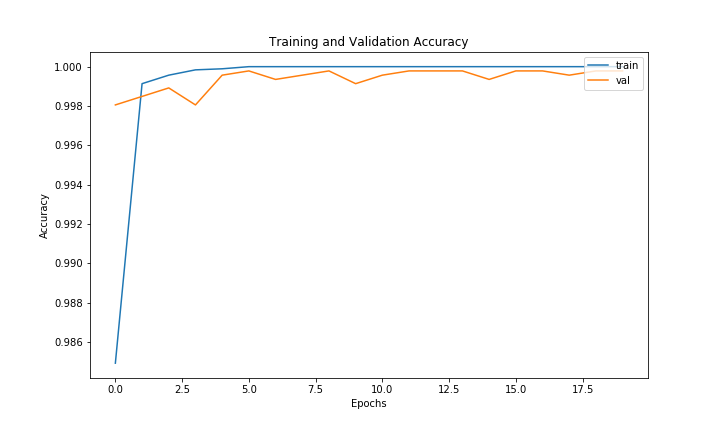 Training and Validation Accuracy
train
val
1.000
0.998
0.996
0.994
0.992
0.990
0.988
0.986
Accuracy
0.0 2.5 5.0 7.5 10.0 12.5 15.0 17.5
Epochs